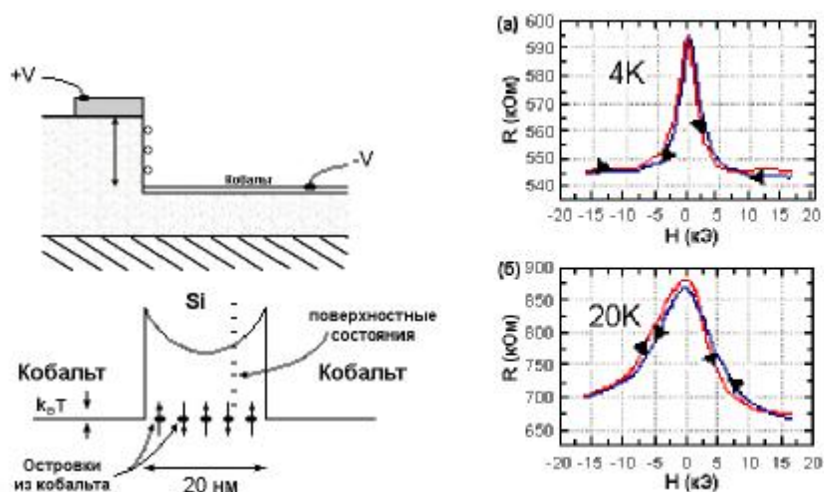 +V
Кобальт
-V
Si
поверхностные
состояния
Кобальт
Кобальт
k_BT
Островки
из кобальта
20 нм
(а)
600
590
580
570
560
550
540
R (кОм)
4K
-20 -15 -10 -5 0 5 10 15 20
H (кЭ)
(б)
900
850
800
750
700
650
R (кОм)
20K
-20 -15 -10 -5 0 5 10 15 20
H (кЭ)